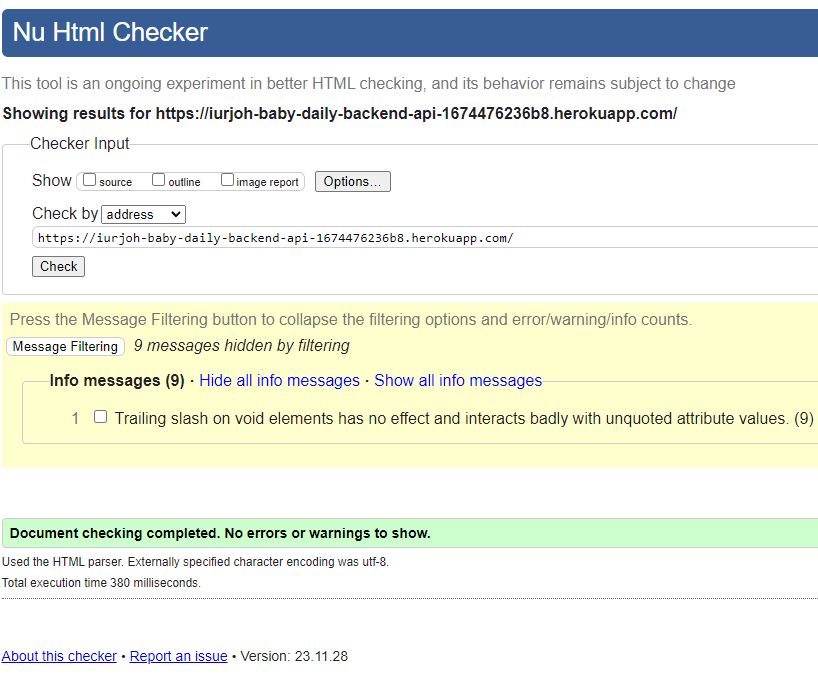 Nu Html Checker
This tool is an ongoing experiment in better HTML checking, and its behavior remains subject to change
Showing results for https://iurjoh-baby-daily-backend-api-1674476236b8.herokuapp.com/
Checker Input
Show source outline image report Options...
Check by address
https://iurjoh-baby-daily-backend-api-1674476236b8.herokuapp.com/
Check
Press the Message Filtering button to collapse the filtering options and error/warning/info counts.
Message Filtering 9 messages hidden by filtering
Info messages (9) · Hide all info messages · Show all info messages
1 Trailing slash on void elements has no effect and interacts badly with unquoted attribute values. (9)
Document checking completed. No errors or warnings to show.
Used the HTML parser. Externally specified character encoding was utf-8.
Total execution time 380 milliseconds.
About this checker • Report an issue • Version: 23.11.28